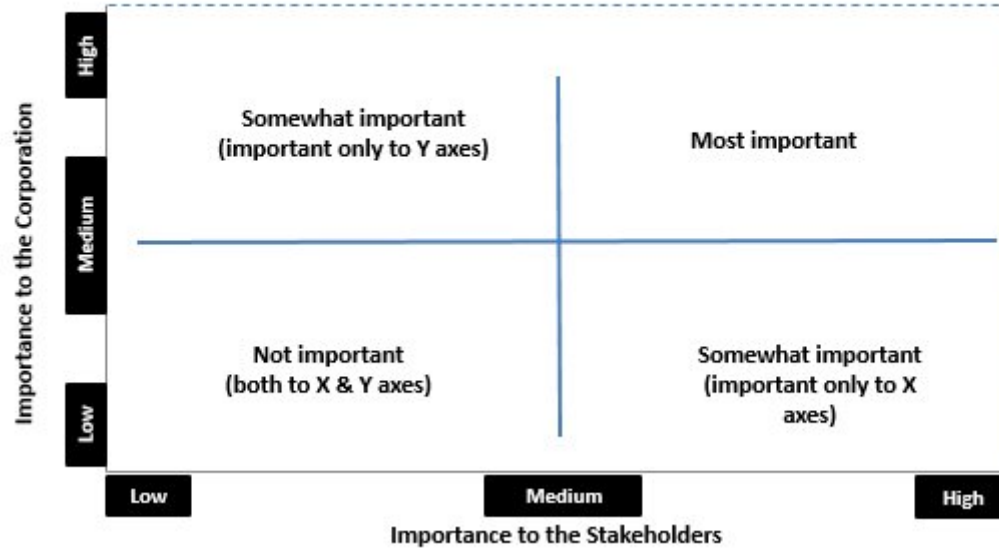 High
Somewhat important
(important only to Y axes)
Most important
Importance to the Corporation
Medium
Not important
(both to X & Y axes)
Somewhat important
(important only to X
axes)
Low
Low
Medium
High
Importance to the Stakeholders